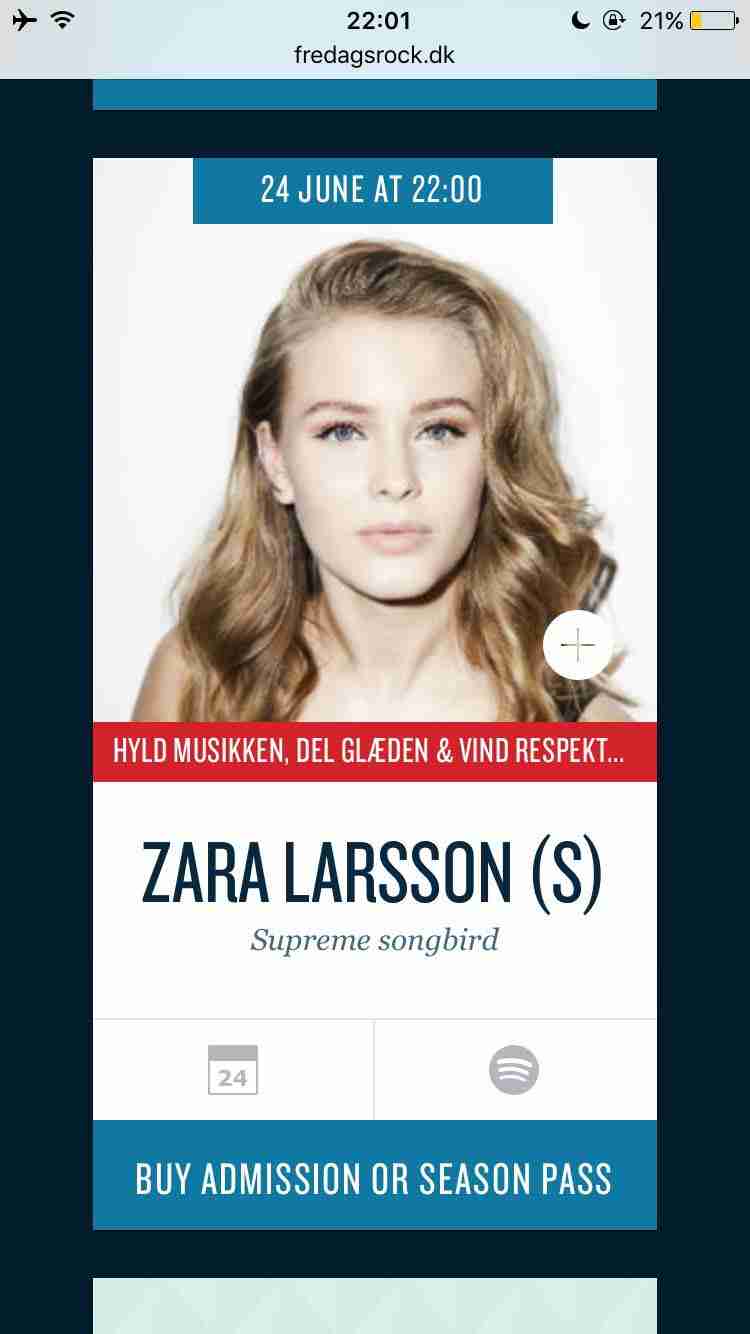 22:01
21%
fredagsrock.dk
24 JUNE AT 22:00
HYLD MUSIKKEN, DEL GLÆDEN & VIND RESPEKT...
ZARA LARSSON (S)
Supreme songbird
24
BUY ADMISSION OR SEASON PASS